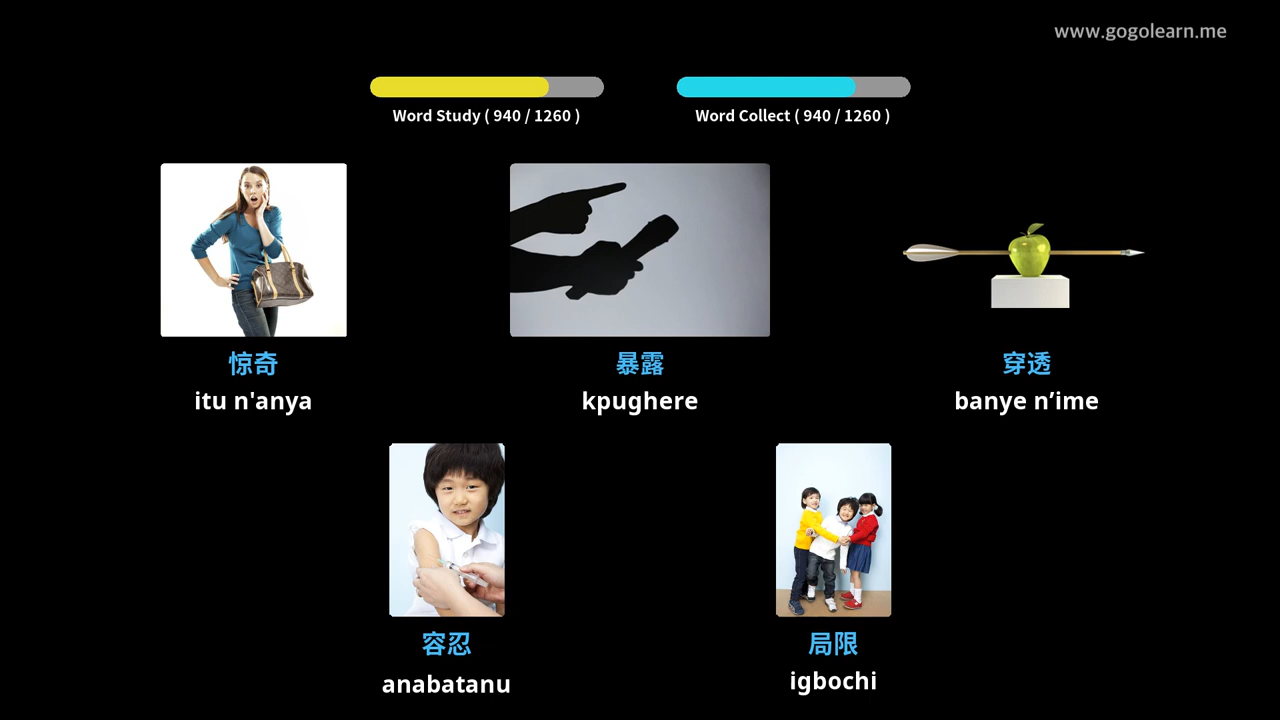 www.gogolearn.me
Word Study ( 940 / 1260 )
Word Collect ( 940 / 1260 )
惊奇
itu n'anya
暴露
kpughere
穿透
banye n’ime
容忍
anabatanu
局限
igbochi